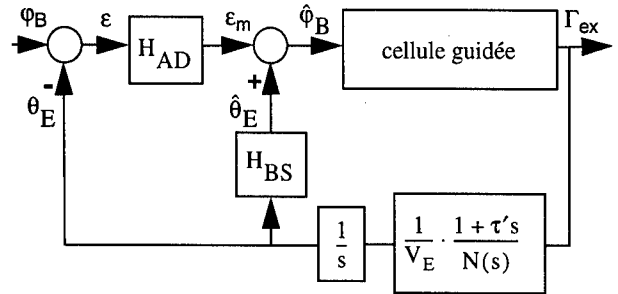 φB
ε
HAD
εm
φ̂B
cellule guidée
Γex
-
+
θE
θ̂E
HBS
1/s
1/VE · 1 + τ′s/N(s)